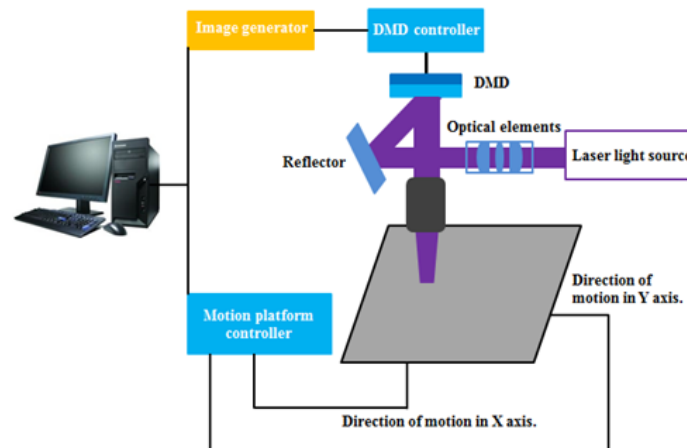 Image generator
DMD controller
DMD
Optical elements
Reflector
Laser light source
Direction of
motion in Y axis.
Motion platform
controller
Direction of motion in X axis.